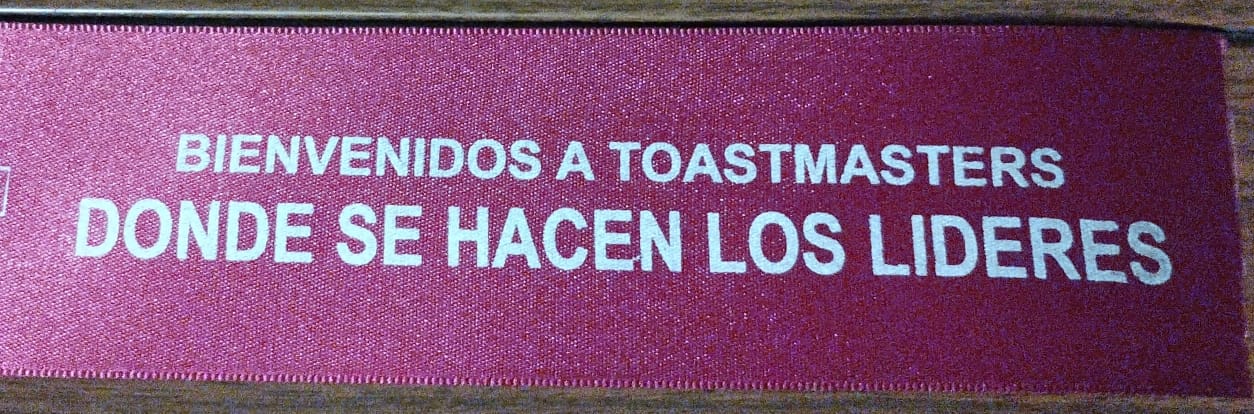 BIENVENIDOS A TOASTMASTERS
DONDE SE HACEN LOS LIDERES